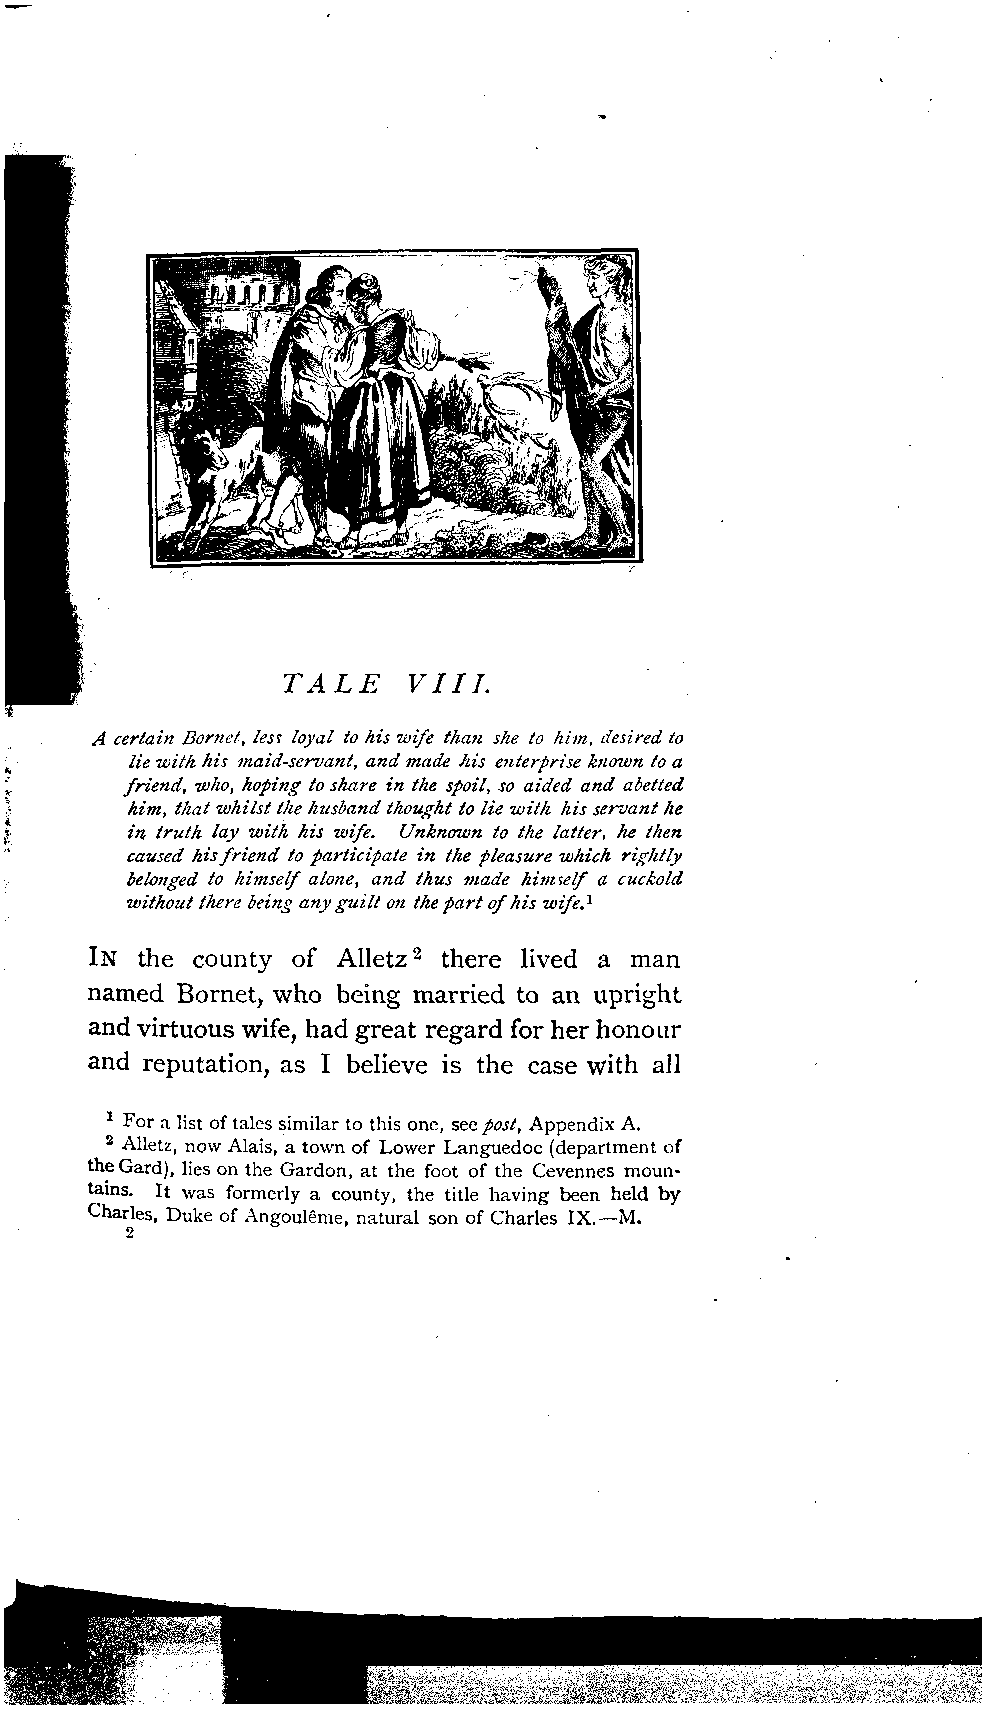 TALE VIII.
A certain Bornet, less loyal to his wife than she to him, desired to
lie with his maid-servant, and made his enterprise known to a
friend, who, hoping to share in the spoil, so aided and abetted
him, that whilst the husband thought to lie with his servant he
in truth lay with his wife. Unknown to the latter, he then
caused his friend to participate in the pleasure which rightly
belonged to himself alone, and thus made himself a cuckold
without there being any guilt on the part of his wife.¹
IN the county of Alletz² there lived a man
named Bornet, who being married to an upright
and virtuous wife, had great regard for her honour
and reputation, as I believe is the case with all
¹ For a list of tales similar to this one, see post, Appendix A.
² Alletz, now Alais, a town of Lower Languedoc (department of
the Gard), lies on the Gardon, at the foot of the Cevennes moun-
tains. It was formerly a county, the title having been held by
Charles, Duke of Angoulême, natural son of Charles IX.—M.
2